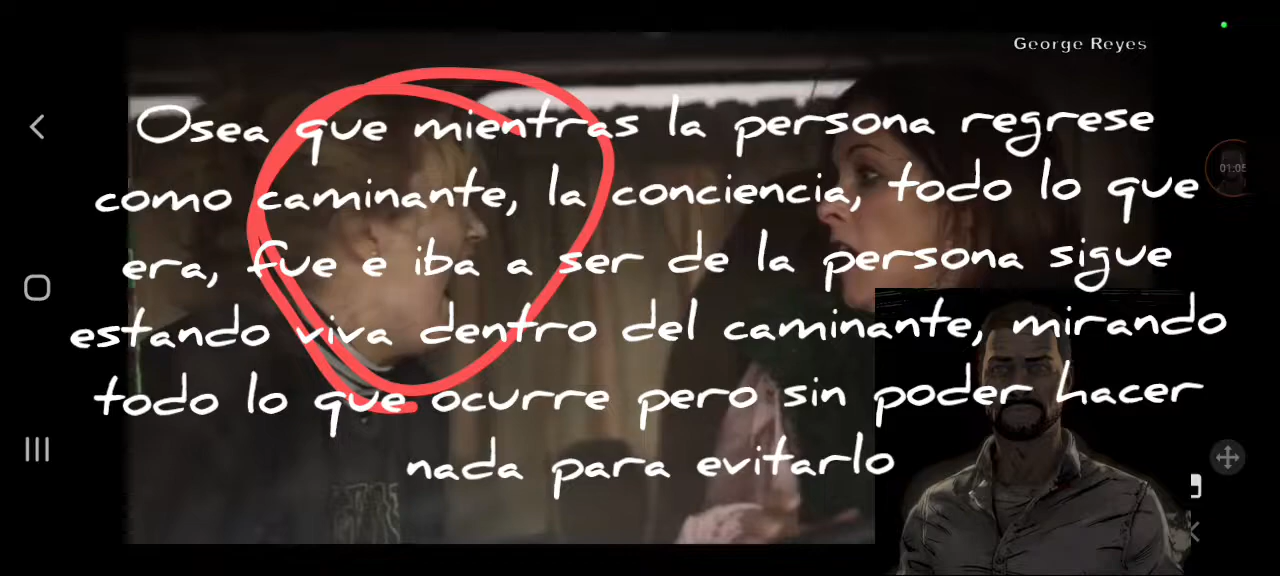 George Reyes
Osea que mientras la persona regrese
como caminante, la conciencia, todo lo que
era, fue e iba a ser de la persona sigue
estando viva dentro del caminante, mirando
todo lo que ocurre pero sin poder hacer
nada para evitarlo
01:05